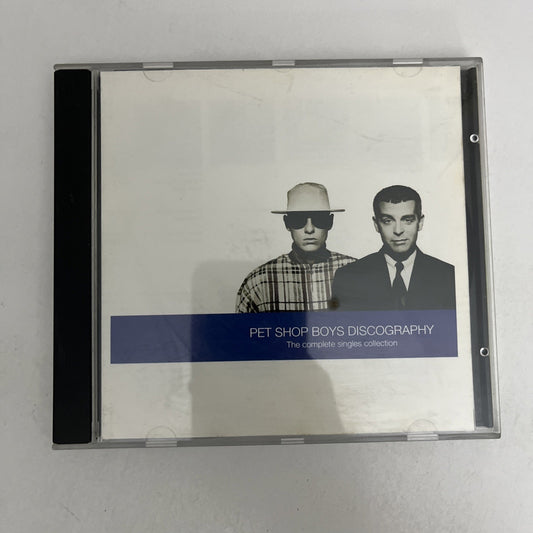 PET SHOP BOYS DISCOGRAPHY
The complete singles collection